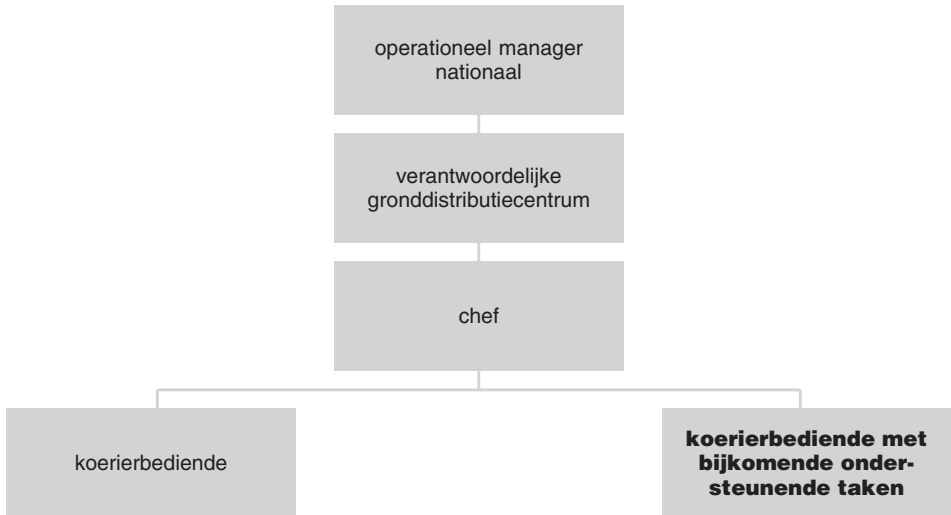 operationeel manager
nationaal
verantwoordelijke
gronddistributiecentrum
chef
koerierbediende
koerierbediende met
bijkomende onder-
steunende taken